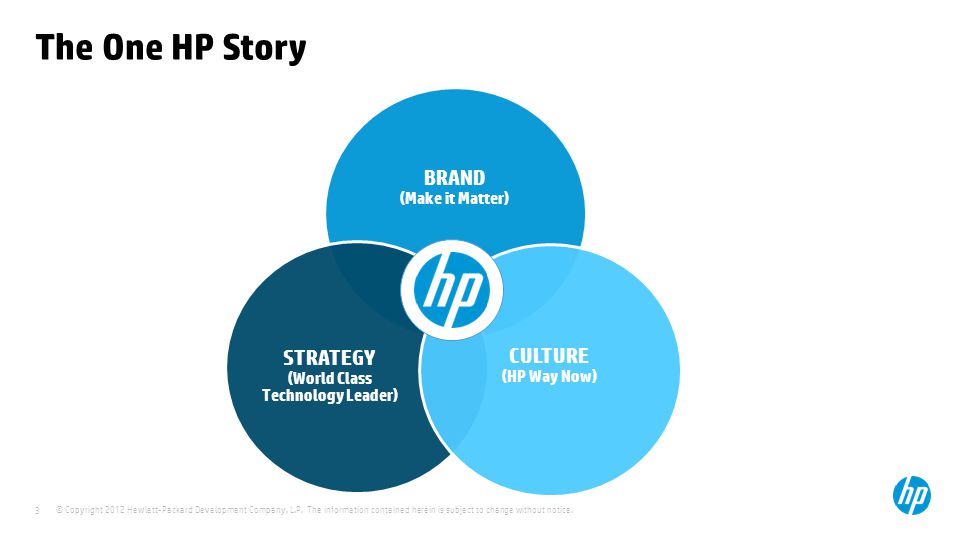 The One HP Story
BRAND
(Make it Matter)
hp
STRATEGY
(World Class
Technology Leader)
CULTURE
(HP Way Now)
hp
3 © Copyright 2012 Hewlett-Packard Development Company, L.P. The information contained herein is subject to change without notice.